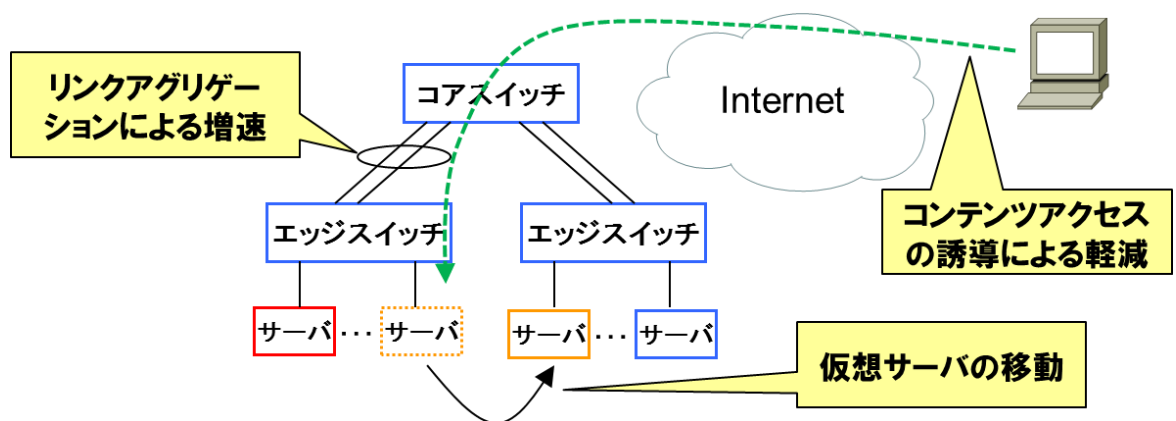 リンクアグリゲー
ションによる増速
コアスイッチ
Internet
エッジスイッチ
エッジスイッチ
コンテンツアクセス
の誘導による軽減
サーバ ・・・ サーバ
サーバ ・・・ サーバ
仮想サーバの移動